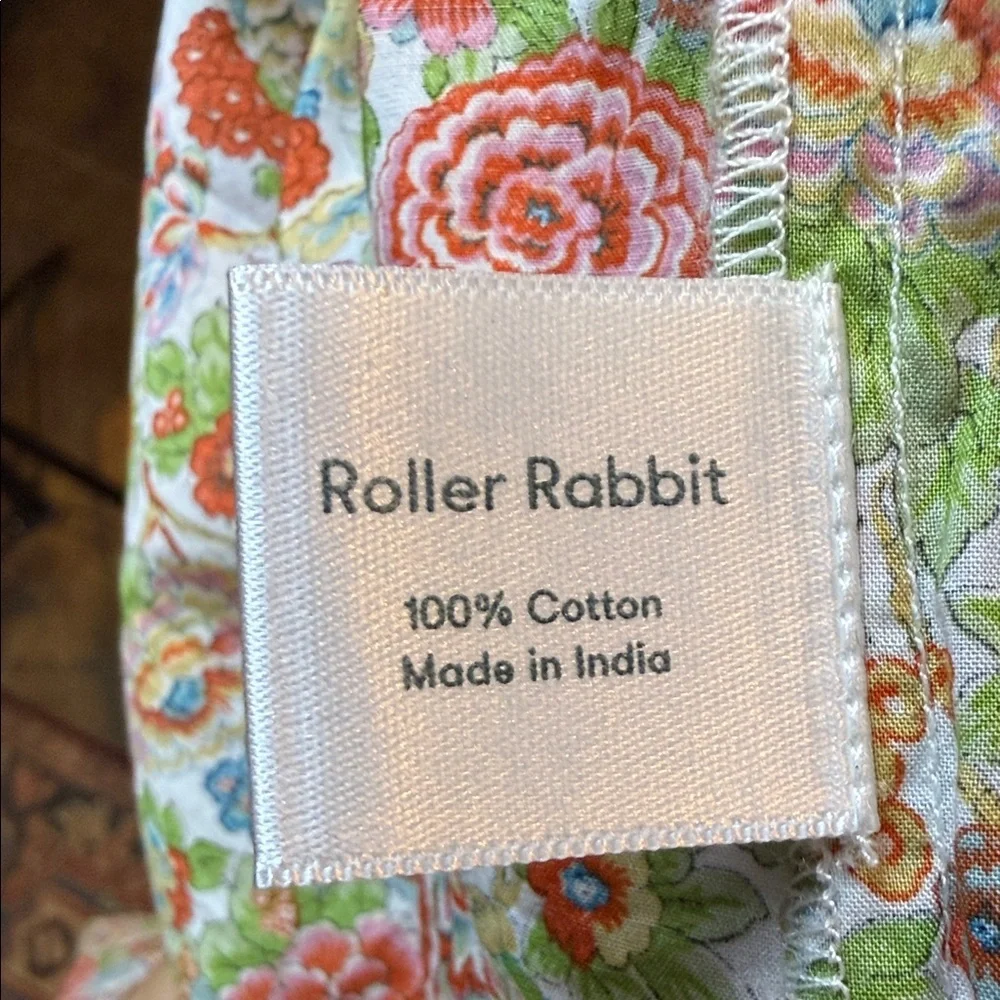 Roller Rabbit
100% Cotton
Made in India